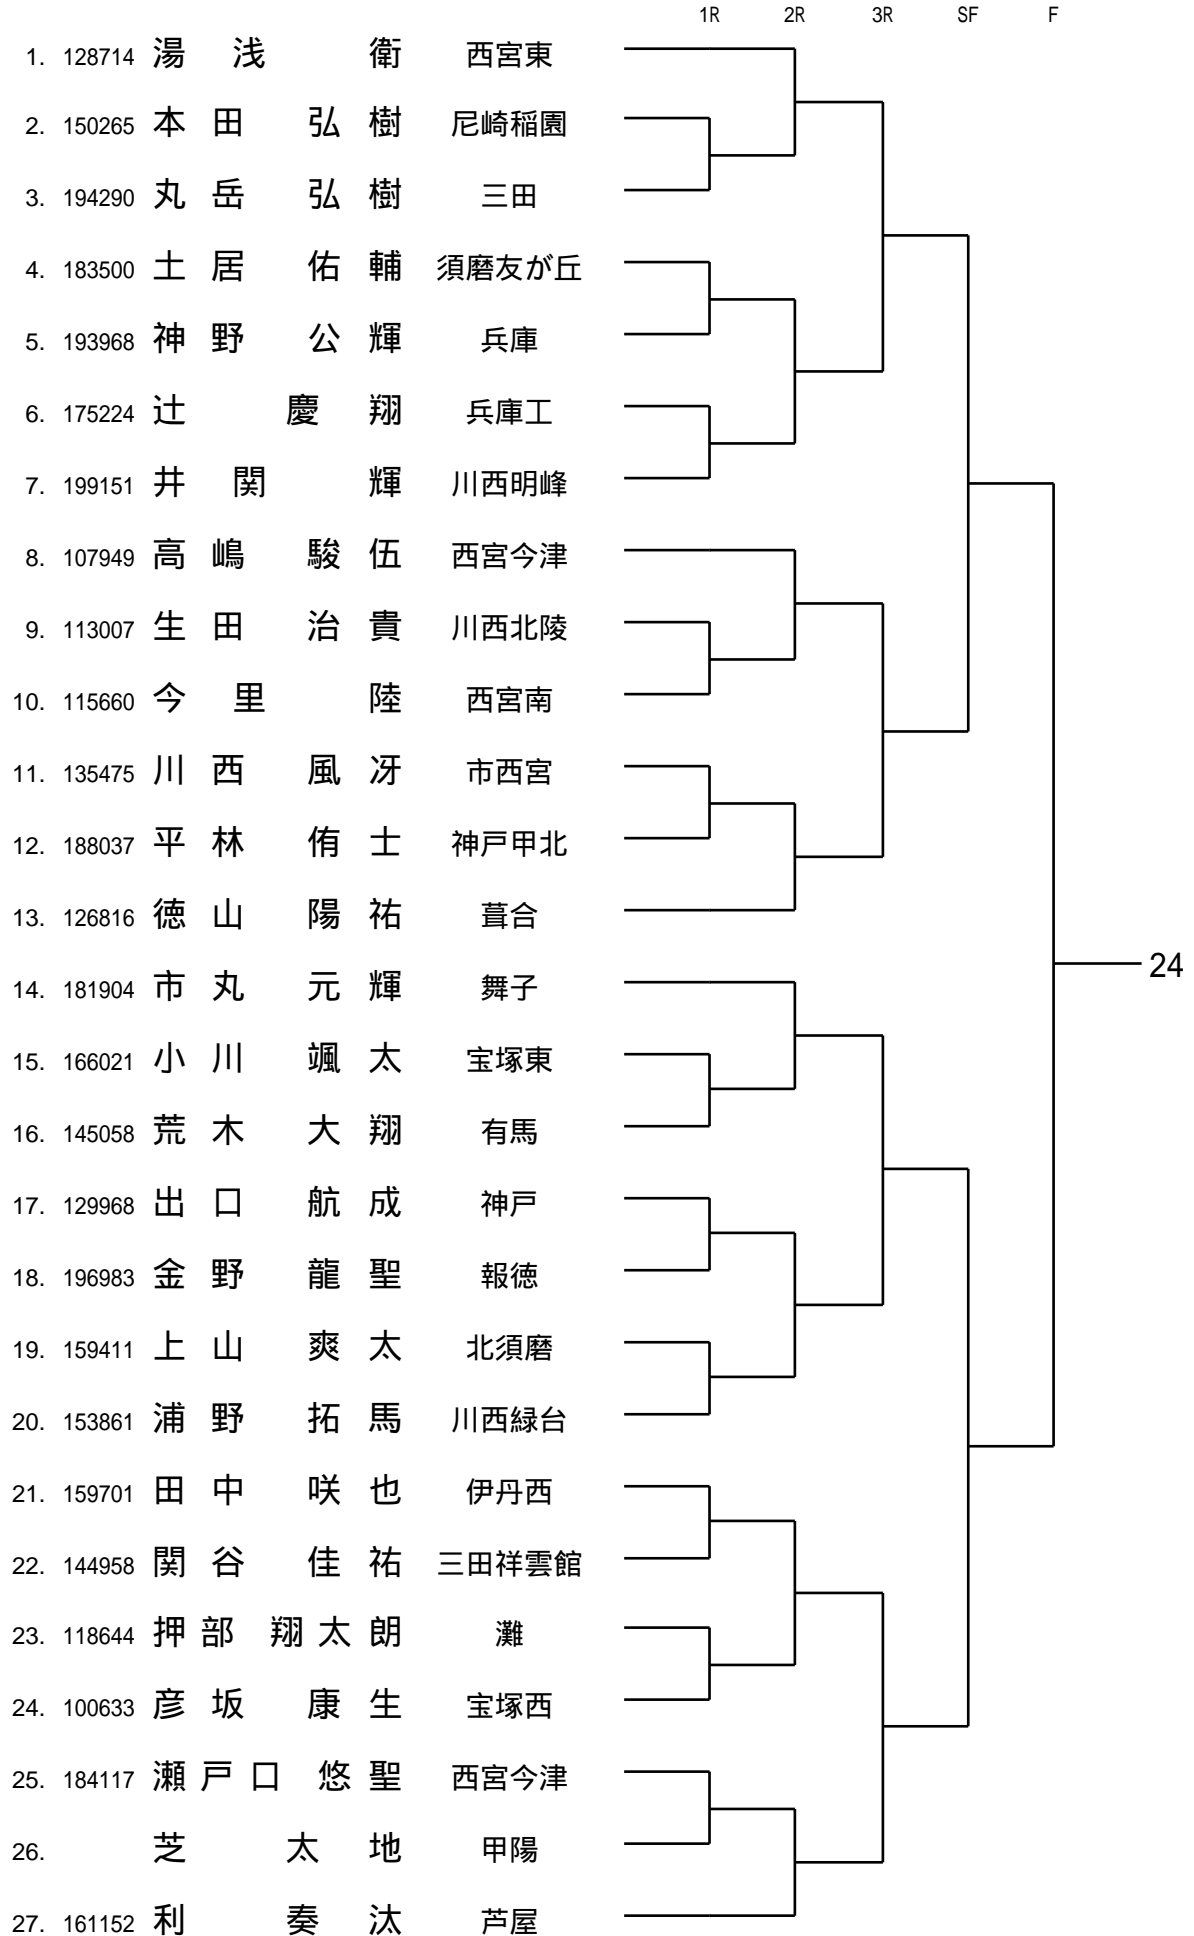 1R 2R 3R SF F
1. 128714 湯浅 衛 西宮東
2. 150265 本田 弘樹 尼崎稲園
3. 194290 丸岳 弘樹 三田
4. 183500 土居 佑輔 須磨友が丘
5. 193968 神野 公輝 兵庫
6. 175224 辻 慶翔 兵庫工
7. 199151 井関 輝 川西明峰
8. 107949 高嶋 駿伍 西宮今津
9. 113007 生田 治貴 川西北陵
10. 115660 今里 陸 西宮南
11. 135475 川西 風冴 市西宮
12. 188037 平林 侑士 神戸甲北
13. 126816 徳山 陽祐 葺合
24
14. 181904 市丸 元輝 舞子
15. 166021 小川 颯太 宝塚東
16. 145058 荒木 大翔 有馬
17. 129968 出口 航成 神戸
18. 196983 金野 龍聖 報徳
19. 159411 上山 爽太 北須磨
20. 153861 浦野 拓馬 川西緑台
21. 159701 田中 咲也 伊丹西
22. 144958 関谷 佳祐 三田祥雲館
23. 118644 押部 翔太朗 灘
24. 100633 彦坂 康生 宝塚西
25. 184117 瀬戸口 悠聖 西宮今津
26. 芝 太地 甲陽
27. 161152 利 奏汰 芦屋